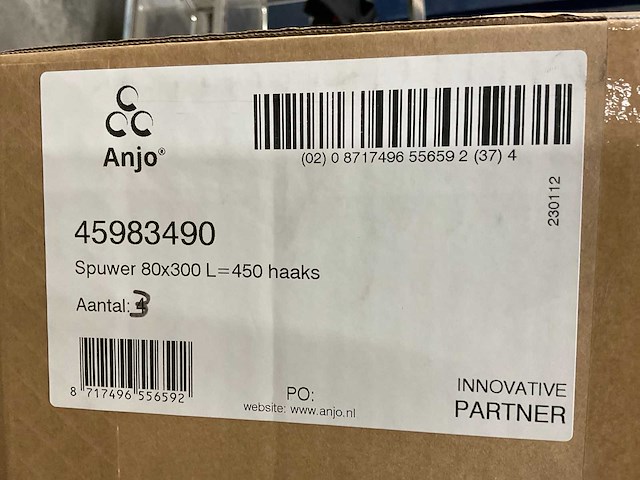 Anjo®
(02) 0 8717496 55659 2 (37) 4
230112
45983490
Spuwer 80x300 L=450 haaks
Aantal: 3
8 717496 556592
PO:
website: www.anjo.nl
INNOVATIVE
PARTNER